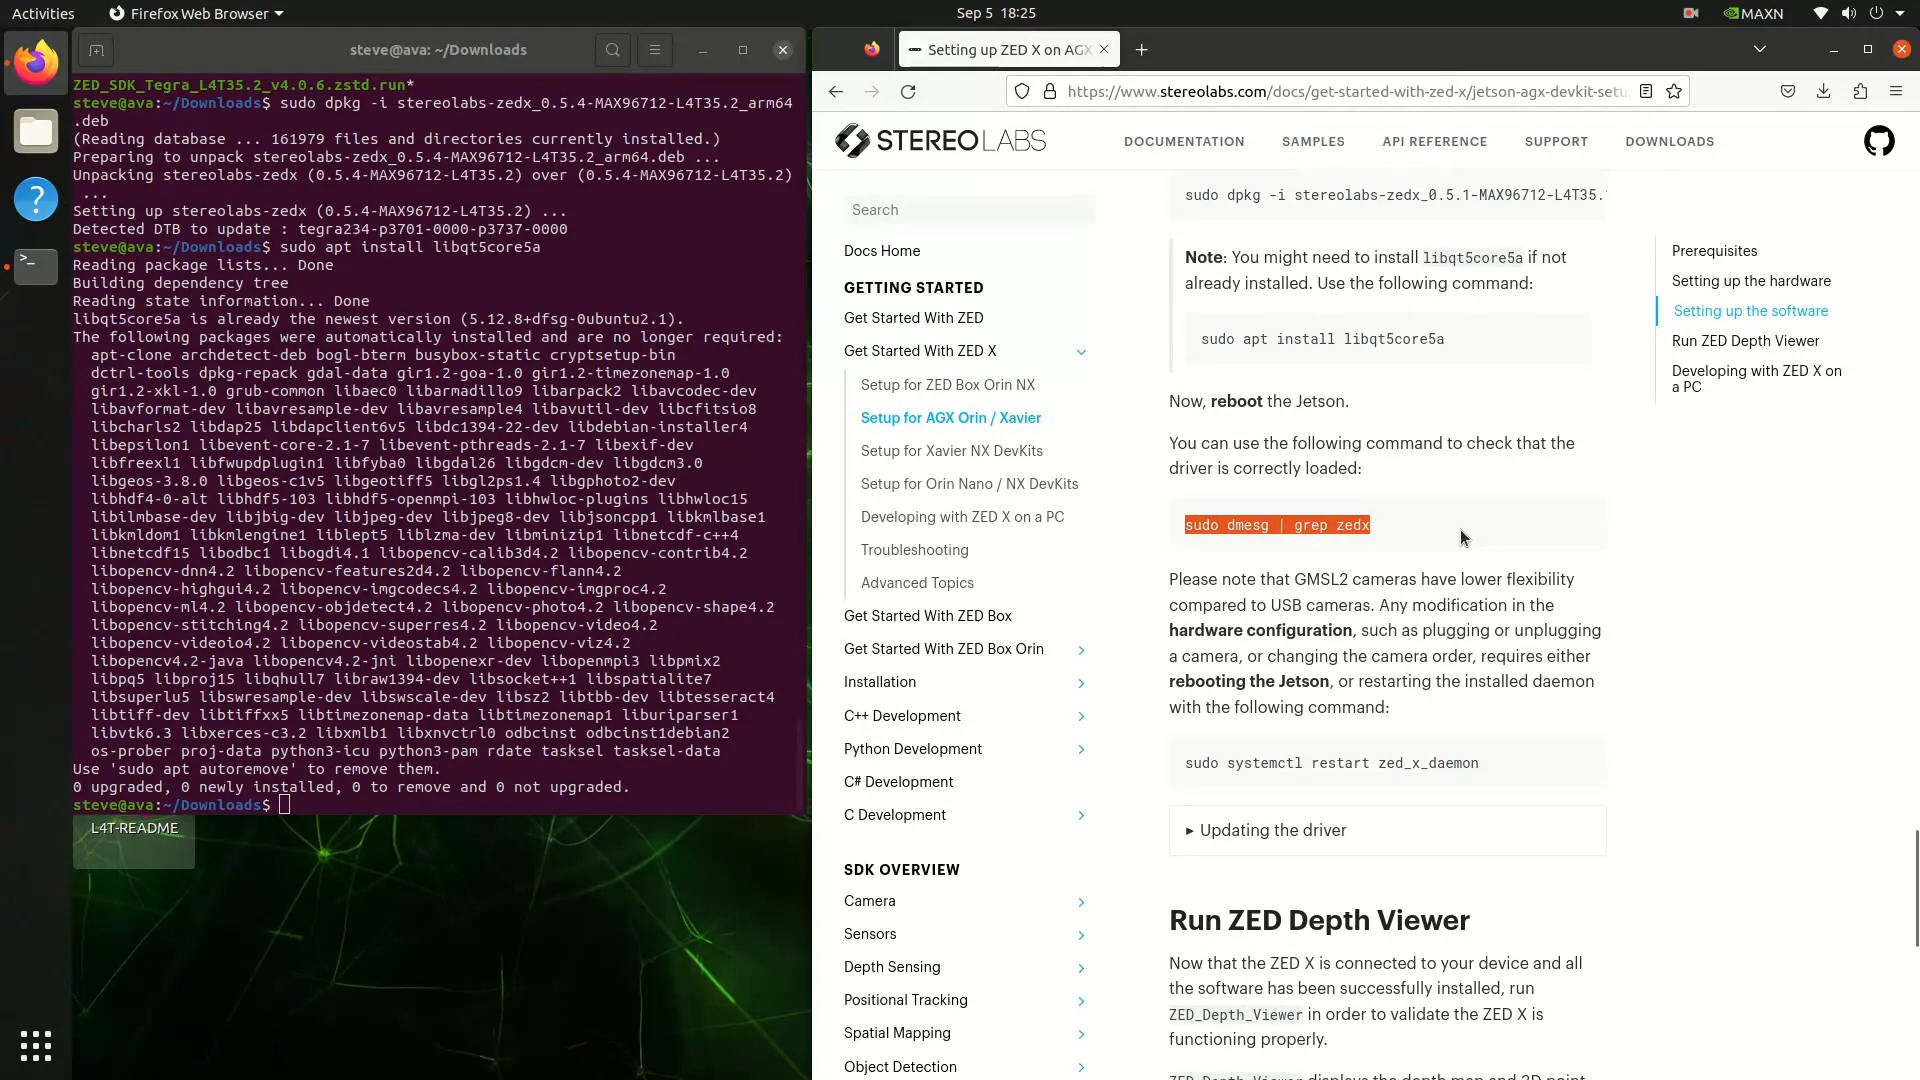 Activities
Firefox Web Browser
Sep 5 18:25
MAXN
steve@ava: ~/Downloads
ZED_SDK_Tegra_L4T35.2_v4.0.6.zstd.run*
steve@ava:~/Downloads$ sudo dpkg -i stereolabs-zedx_0.5.4-MAX96712-L4T35.2_arm64
.deb
(Reading database ... 161979 files and directories currently installed.)
Preparing to unpack stereolabs-zedx_0.5.4-MAX96712-L4T35.2_arm64.deb ...
Unpacking stereolabs-zedx (0.5.4-MAX96712-L4T35.2) over (0.5.4-MAX96712-L4T35.2)
 ...
Setting up stereolabs-zedx (0.5.4-MAX96712-L4T35.2) ...
Detected DTB to update : tegra234-p3701-0000-p3737-0000
steve@ava:~/Downloads$ sudo apt install libqt5core5a
Reading package lists... Done
Building dependency tree
Reading state information... Done
libqt5core5a is already the newest version (5.12.8+dfsg-0ubuntu2.1).
The following packages were automatically installed and are no longer required:
apt-clone archdetect-deb bogl-bterm busybox-static cryptsetup-bin
dctrl-tools dpkg-repack gdal-data gir1.2-goa-1.0 gir1.2-timezonemap-1.0
gir1.2-xkl-1.0 grub-common libaec0 libarmadillo9 libarpack2 libavcodec-dev
libavformat-dev libavresample-dev libavresample4 libavutil-dev libcfitsio8
libcharls2 libdap25 libdapclient6v5 libdc1394-22-dev libdebian-installer4
libepsilon1 libevent-core-2.1-7 libevent-pthreads-2.1-7 libexif-dev
libfreexl1 libfwupdplugin1 libfyba0 libgdal26 libgdcm-dev libgdcm3.0
libgeos-3.8.0 libgeos-c1v5 libgeotiff5 libgl2ps1.4 libgphoto2-dev
libhdf4-0-alt libhdf5-103 libhdf5-openmpi-103 libhwloc-plugins libhwloc15
libilmbase-dev libjbig-dev libjpeg-dev libjpeg8-dev libjsoncpp1 libkmlbase1
libkmldom1 libkmlengine1 liblept5 liblzma-dev libminizip1 libnetcdf-c++4
libnetcdf15 libodbc1 libogdi4.1 libopencv-calib3d4.2 libopencv-contrib4.2
libopencv-dnn4.2 libopencv-features2d4.2 libopencv-flann4.2
libopencv-highgui4.2 libopencv-imgcodecs4.2 libopencv-imgproc4.2
libopencv-ml4.2 libopencv-objdetect4.2 libopencv-photo4.2 libopencv-shape4.2
libopencv-stitching4.2 libopencv-superres4.2 libopencv-video4.2
libopencv-videoio4.2 libopencv-videostab4.2 libopencv-viz4.2
libopencv4.2-java libopencv4.2-jni libopenexr-dev libopenmpi3 libpmix2
libpq5 libproj15 libqhull7 libraw1394-dev libsocket++1 libspatialite7
libsuperlu5 libswresample-dev libswscale-dev libsz2 libtbb-dev libtesseract4
libtiff-dev libtiffxx5 libtimezonemap-data libtimezonemap1 liburiparser1
libvtk6.3 libxerces-c3.2 libxmlb1 libxnvctrl0 odbcinst odbcinst1debian2
os-prober proj-data python3-icu python3-pam rdate tasksel tasksel-data
Use 'sudo apt autoremove' to remove them.
0 upgraded, 0 newly installed, 0 to remove and 0 not upgraded.
steve@ava:~/Downloads$
L4T-README
Setting up ZED X on AGX
https://www.stereolabs.com/docs/get-started-with-zed-x/jetson-agx-devkit-setu
STEREOLABS
DOCUMENTATION
SAMPLES
API REFERENCE
SUPPORT
DOWNLOADS
Search
Docs Home
GETTING STARTED
Get Started With ZED
Get Started With ZED X
Setup for ZED Box Orin NX
Setup for AGX Orin / Xavier
Setup for Xavier NX DevKits
Setup for Orin Nano / NX DevKits
Developing with ZED X on a PC
Troubleshooting
Advanced Topics
Get Started With ZED Box
Get Started With ZED Box Orin
Installation
C++ Development
Python Development
C# Development
C Development
SDK OVERVIEW
Camera
Sensors
Depth Sensing
Positional Tracking
Spatial Mapping
Object Detection
sudo dpkg -i stereolabs-zedx_0.5.1-MAX96712-L4T35.
Note: You might need to install libqt5core5a if not
already installed. Use the following command:
sudo apt install libqt5core5a
Now, reboot the Jetson.
You can use the following command to check that the
driver is correctly loaded:
sudo dmesg | grep zedx
Please note that GMSL2 cameras have lower flexibility
compared to USB cameras. Any modification in the
hardware configuration, such as plugging or unplugging
a camera, or changing the camera order, requires either
rebooting the Jetson, or restarting the installed daemon
with the following command:
sudo systemctl restart zed_x_daemon
▸ Updating the driver
Run ZED Depth Viewer
Now that the ZED X is connected to your device and all
the software has been successfully installed, run
ZED_Depth_Viewer in order to validate the ZED X is
functioning properly.
ZED_Depth_Viewer displays the depth map and 3D point
Prerequisites
Setting up the hardware
Setting up the software
Run ZED Depth Viewer
Developing with ZED X on
a PC